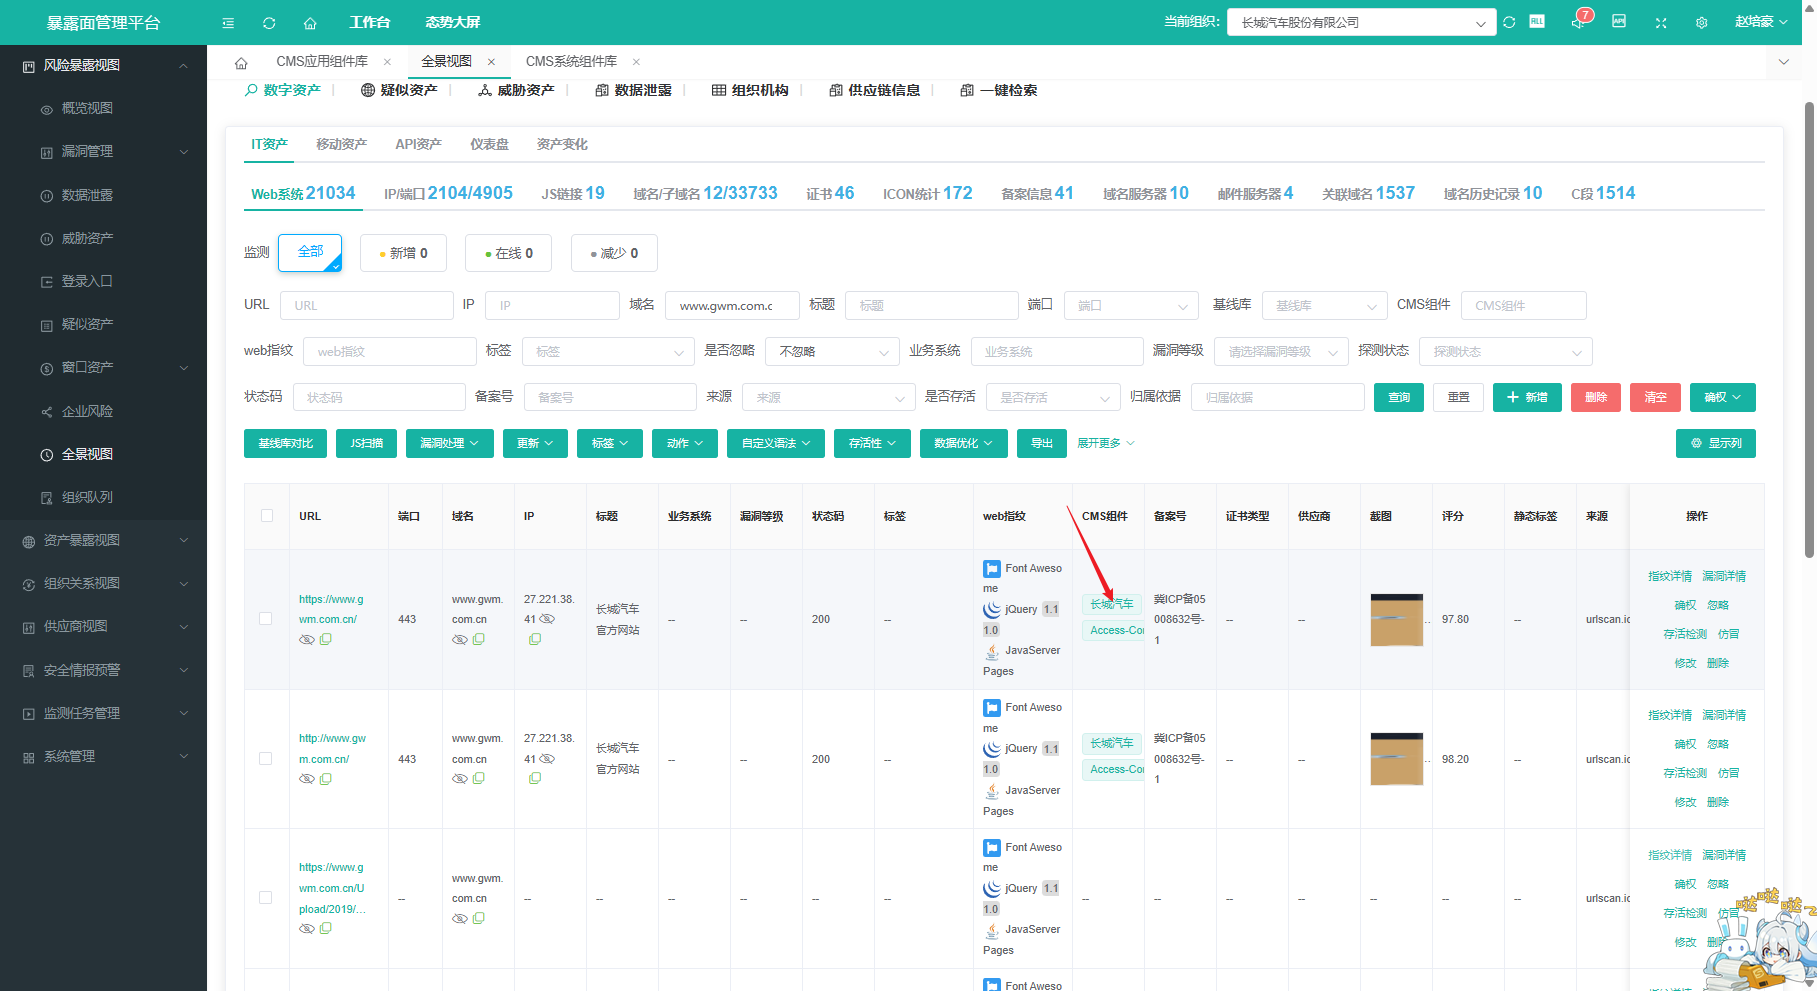 暴露面管理平台
工作台
态势大屏
当前组织:
长城汽车股份有限公司
7
赵培豪
风险暴露视图
概览视图
漏洞管理
数据泄露
威胁资产
登录入口
疑似资产
窗口资产
企业风险
全景视图
组织队列
资产暴露视图
组织关系视图
供应商视图
安全情报预警
监测任务管理
系统管理
CMS应用组件库
全景视图
CMS系统组件库
数字资产
疑似资产
威胁资产
数据泄露
组织机构
供应链信息
一键检索
IT资产
移动资产
API资产
仪表盘
资产变化
Web系统 21034
IP/端口 2104/4905
JS链接 19
域名/子域名 12/33733
证书 46
ICON统计 172
备案信息 41
域名服务器 10
邮件服务器 4
关联域名 1537
域名历史记录 10
C段 1514
监测
全部
新增 0
在线 0
减少 0
URL URL
IP IP
域名 www.gwm.com.c
标题 标题
端口 端口
基线库 基线库
CMS组件 CMS组件
web指纹 web指纹
标签 标签
是否忽略 不忽略
业务系统 业务系统
漏洞等级 请选择漏洞等级
探测状态 探测状态
状态码 状态码
备案号 备案号
来源 来源
是否存活 是否存活
归属依据 归属依据
查询
重置
新增
删除
清空
确权
基线库对比
JS扫描
漏洞处理
更新
标签
动作
自定义语法
存活性
数据优化
导出
展开更多
显示列
URL 端口 域名 IP 标题 业务系统 漏洞等级 状态码 标签 web指纹 CMS组件 备案号 证书类型 供应商 截图 评分 静态标签 来源 操作
https://www.g
wm.com.cn/
443
www.gwm.
com.cn
27.221.38.
41
长城汽车
官方网站
--
--
200
--
Font Aweso
me
jQuery 1.1
1.0
JavaServer
Pages
长城汽车
Access-Cor
冀ICP备05
008632号-
1
--
--
..
97.80
--
urlscan.ic
指纹详情 漏洞详情
确权 忽略
存活检测 仿冒
修改 删除
http://www.gw
m.com.cn/
443
www.gwm.
com.cn
27.221.38.
41
长城汽车
官方网站
--
--
200
--
Font Aweso
me
jQuery 1.1
1.0
JavaServer
Pages
长城汽车
Access-Cor
冀ICP备05
008632号-
1
--
--
..
98.20
--
urlscan.ic
指纹详情 漏洞详情
确权 忽略
存活检测 仿冒
修改 删除
https://www.g
wm.com.cn/U
pload/2019/...
--
www.gwm.
com.cn
--
--
--
--
--
--
Font Aweso
me
jQuery 1.1
1.0
JavaServer
Pages
--
--
--
--
--
--
--
urlscan.ic
指纹详情 漏洞详情
确权 忽略
存活检测 仿冒
修改
哒哒哒
Font Aweso